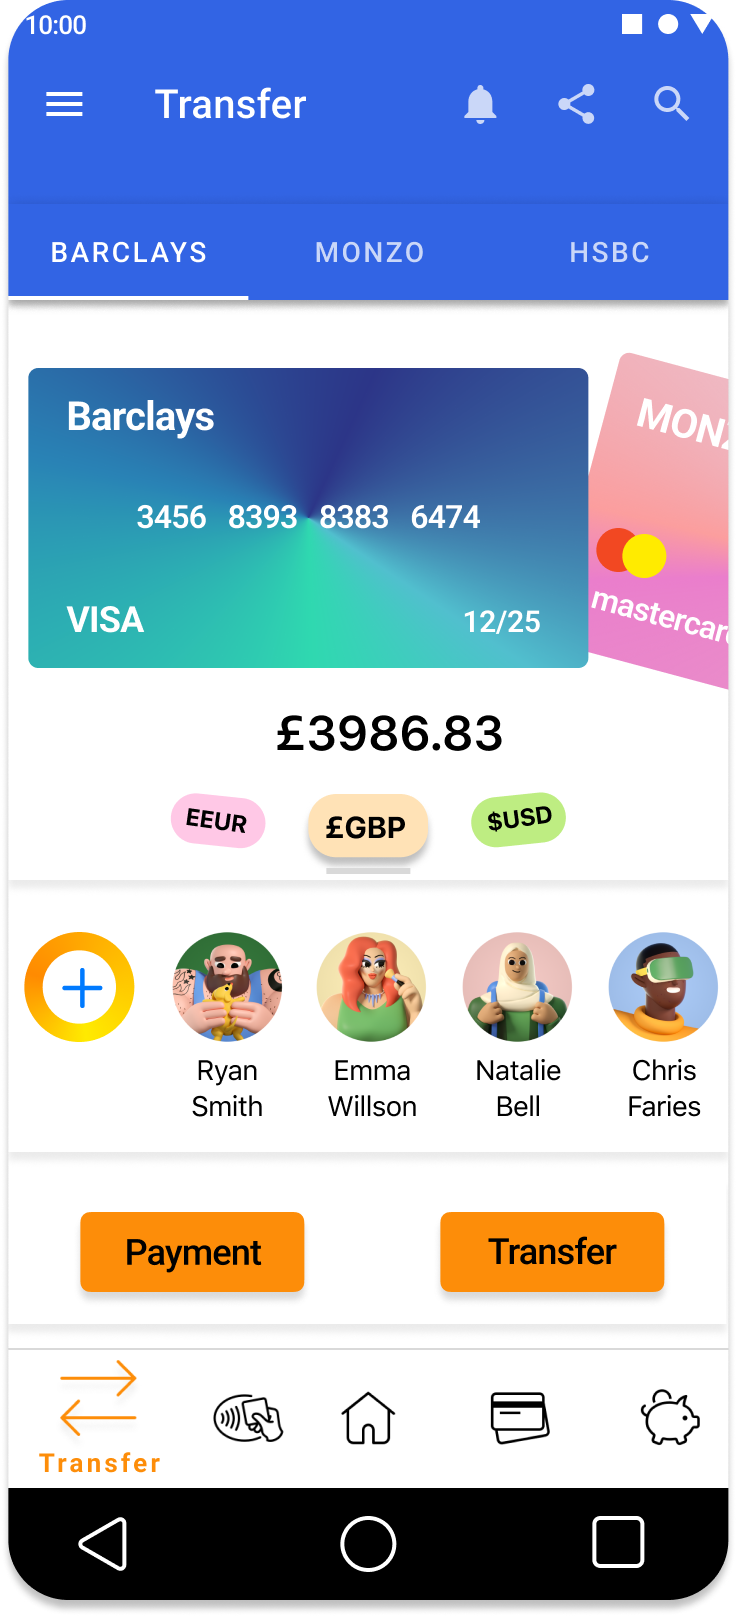 10:00
Transfer
BARCLAYS MONZO HSBC
Barclays
3456 8393 8383 6474
VISA 12/25
MONZ
mastercar
£3986.83
EEUR £GBP $USD
Ryan Smith
Emma Willson
Natalie Bell
Chris Faries
Payment Transfer
Transfer